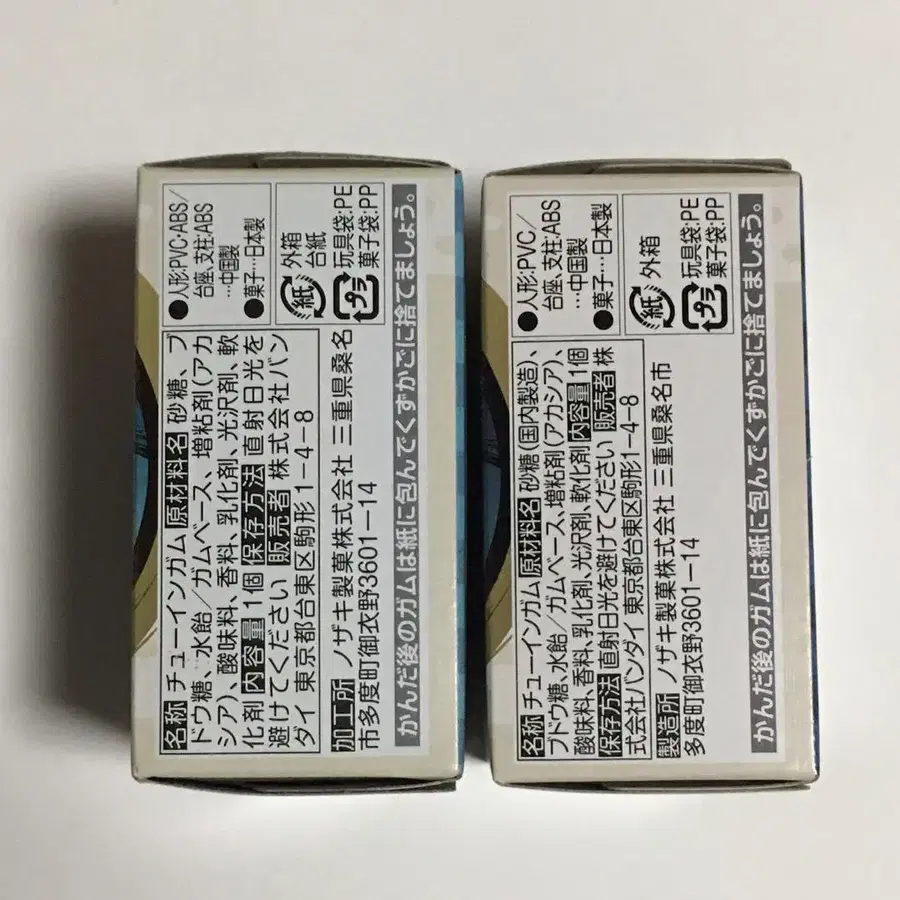 名称 チューインガム 原材料名 砂糖、ブ
ドウ糖、水飴／ガムベース、増粘剤(アカ
シア)、酸味料、香料、乳化剤、光沢剤、軟
化剤 内容量 1個 保存方法 直射日光を
避けてください 販売者 株式会社バン
ダイ 東京都台東区駒形1-4-8
加工所 ノザキ製菓株式会社 三重県桑名
市多度町御衣野3601-14
●人形:PVC・ABS／
台座、支柱:ABS
…中国製
●菓子…日本製
紙 外箱
台紙
プラ 玩具袋:PE
菓子袋:PP
かんだ後のガムは紙に包んでくずかごに捨てましょう。
名称 チューインガム 原材料名 砂糖(国内製造)、
ブドウ糖、水飴／ガムベース、増粘剤(アカシア)、
酸味料、香料、乳化剤、光沢剤、軟化剤 内容量 1個
保存方法 直射日光を避けてください 販売者 株
式会社バンダイ 東京都台東区駒形1-4-8
製造所 ノザキ製菓株式会社 三重県桑名市
多度町御衣野3601-14
●人形:PVC／
台座、支柱:ABS
…中国製
●菓子…日本製
紙 外箱
プラ 玩具袋:PE
菓子袋:PP
かんだ後のガムは紙に包んでくずかごに捨てましょう。